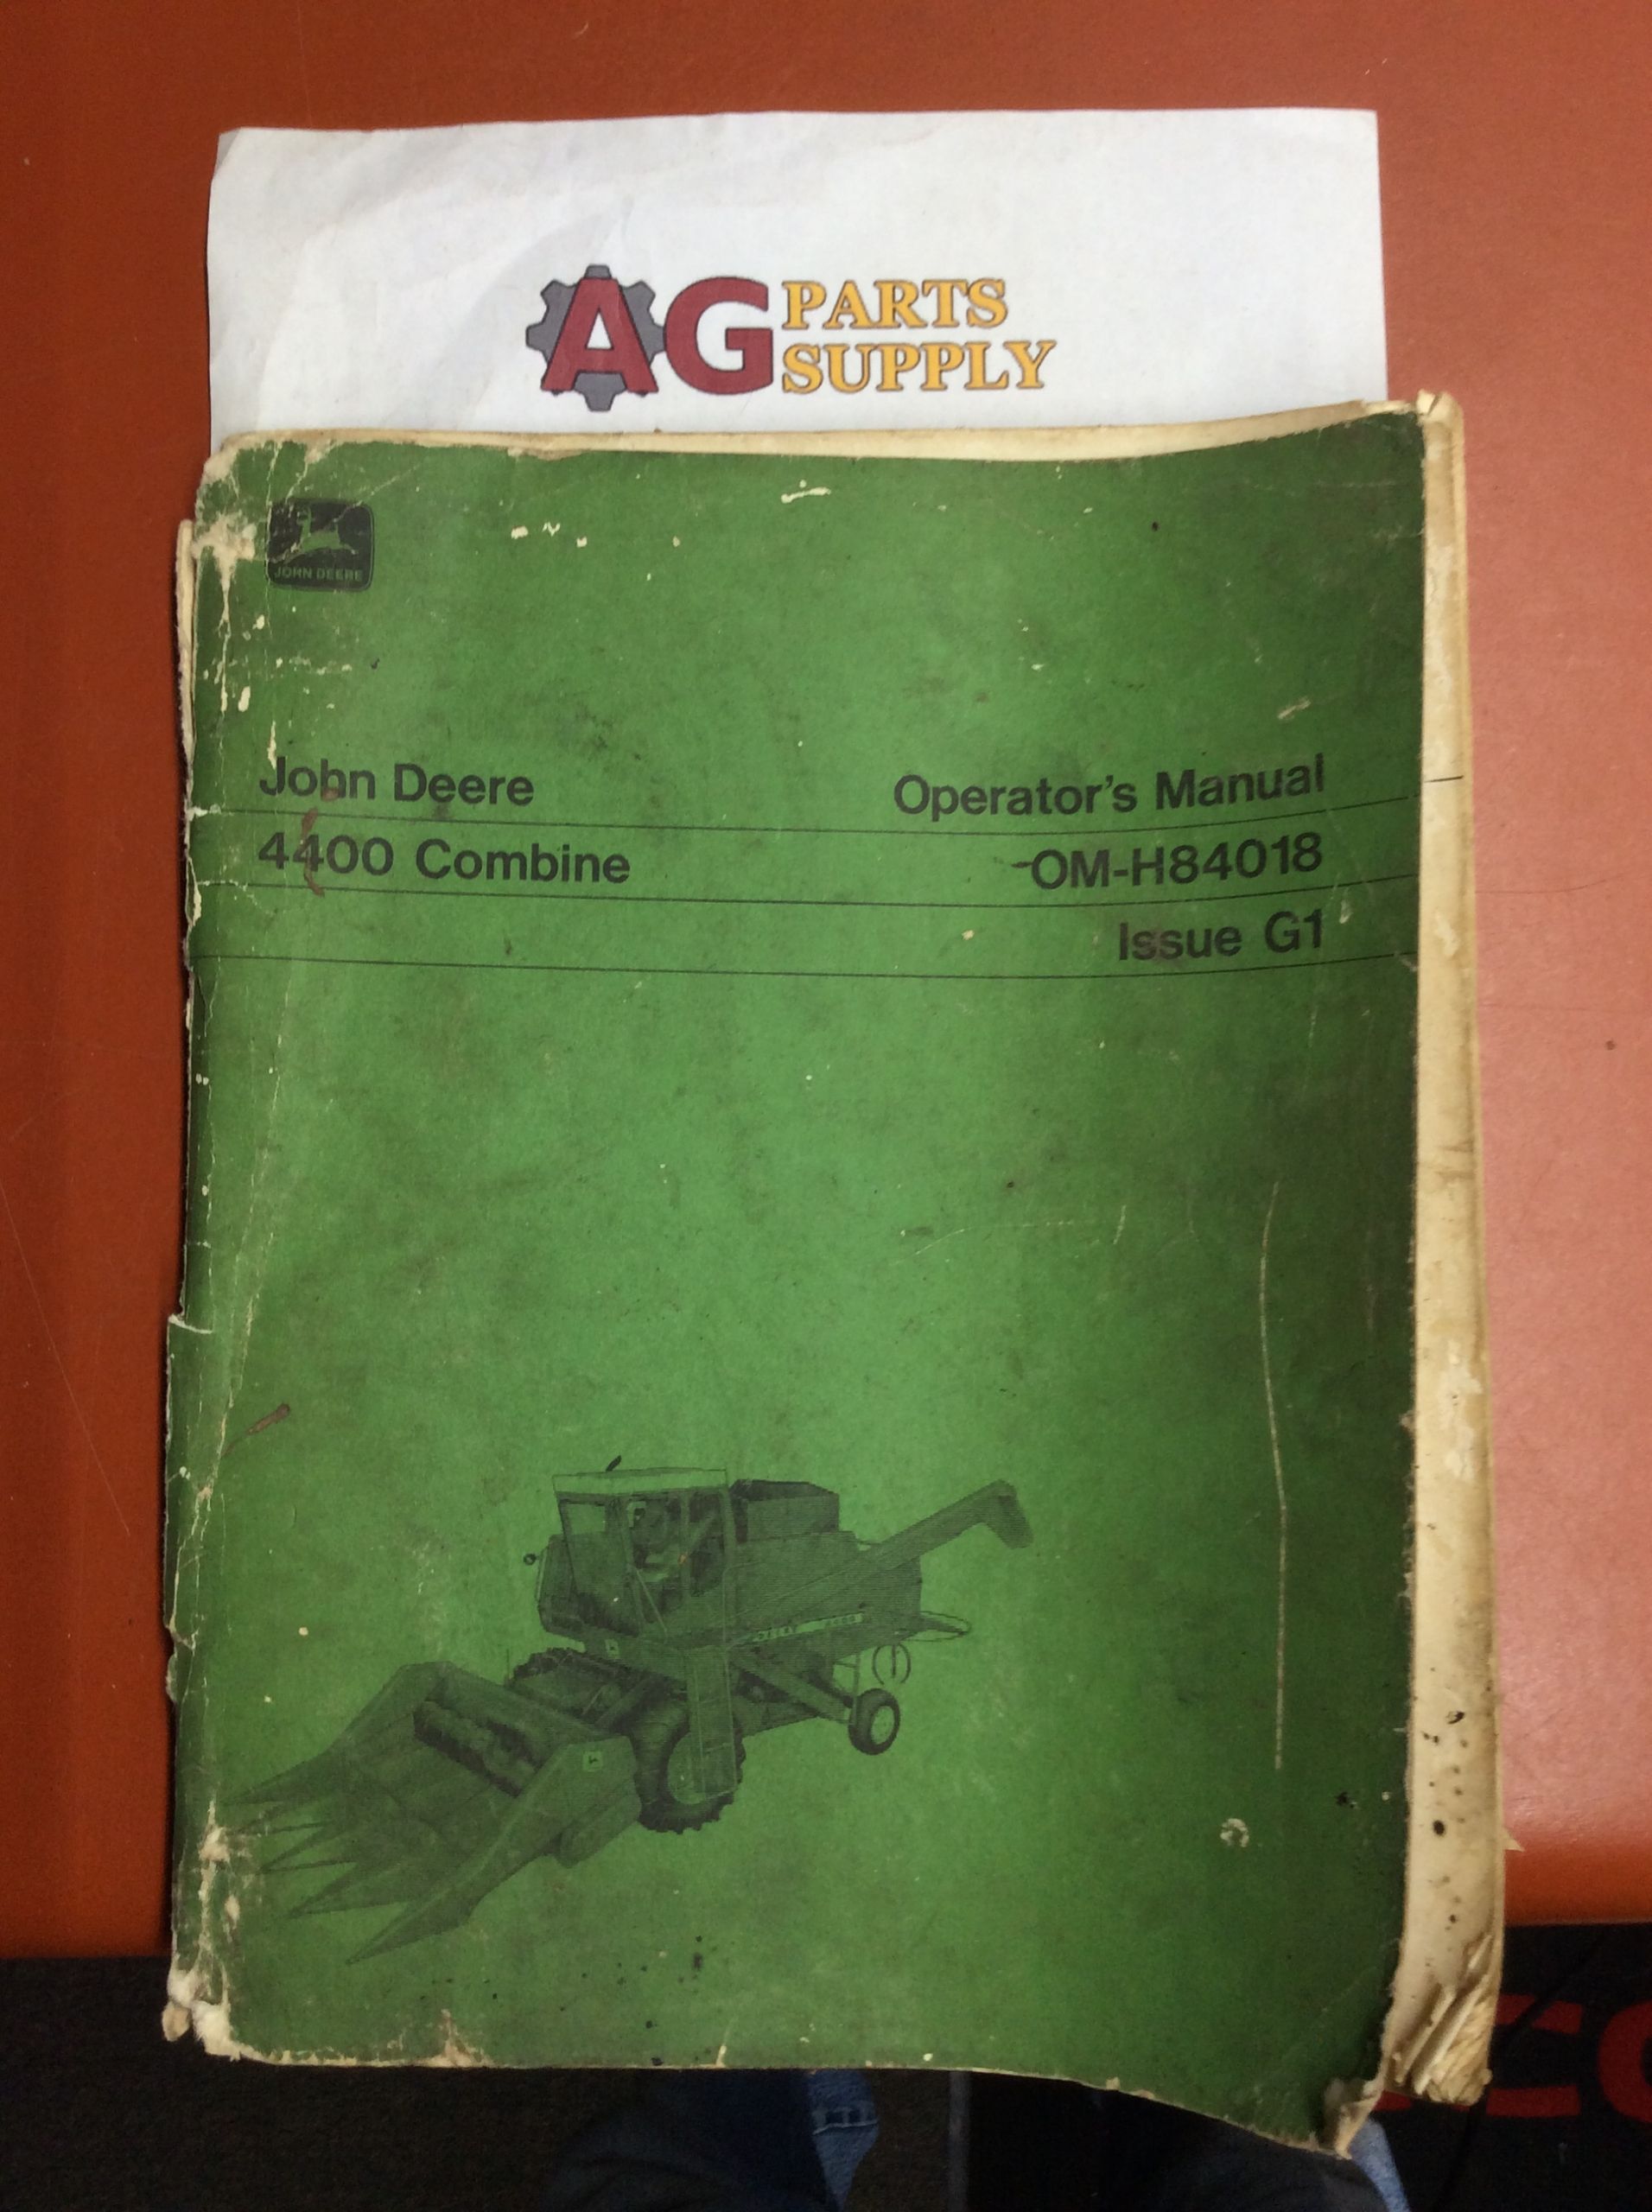 AG PARTS
SUPPLY
JOHN DEERE
John Deere
Operator's Manual
4400 Combine
OM-H84018
Issue G1